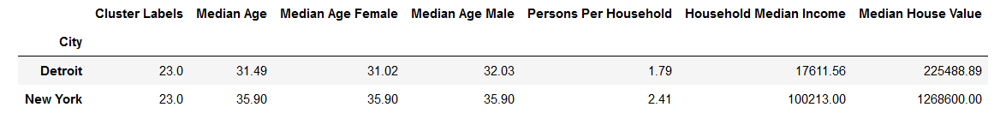 Cluster Labels Median Age Median Age Female Median Age Male Persons Per Household Household Median Income Median House Value
City
Detroit 23.0 31.49 31.02 32.03 1.79 17611.56 225488.89
New York 23.0 35.90 35.90 35.90 2.41 100213.00 1268600.00